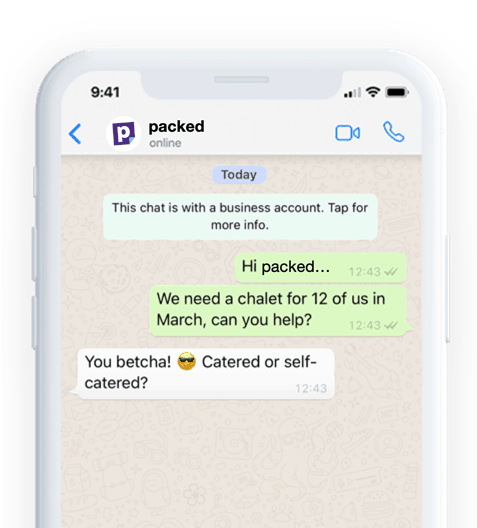 9:41
p packed
online
Today
This chat is with a business account. Tap for
more info.
Hi packed...
12:43
We need a chalet for 12 of us in
March, can you help?
12:43
You betcha! 😎 Catered or self-
catered?
12:43